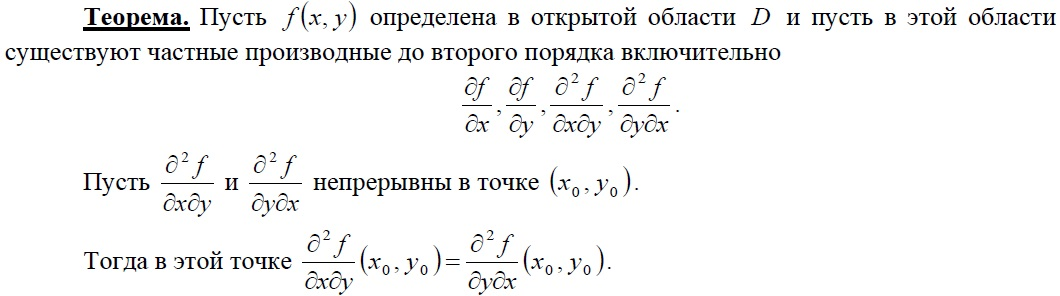 Теорема. Пусть f(x, y) определена в открытой области D и пусть в этой области
существуют частные производные до второго порядка включительно
∂f/∂x, ∂f/∂y, ∂²f/∂x∂y, ∂²f/∂y∂x.
Пусть ∂²f/∂x∂y и ∂²f/∂y∂x непрерывны в точке (x₀, y₀).
Тогда в этой точке ∂²f/∂x∂y (x₀, y₀) = ∂²f/∂y∂x (x₀, y₀).